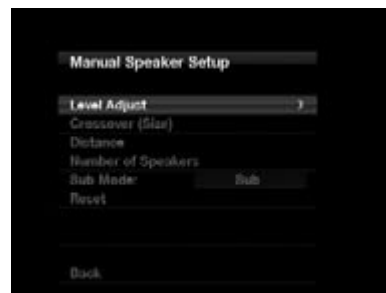 Manual Speaker Setup
Level Adjust
Crossover (Size)
Distance
Number of Speakers
Sub Mode: Sub
Reset
Back